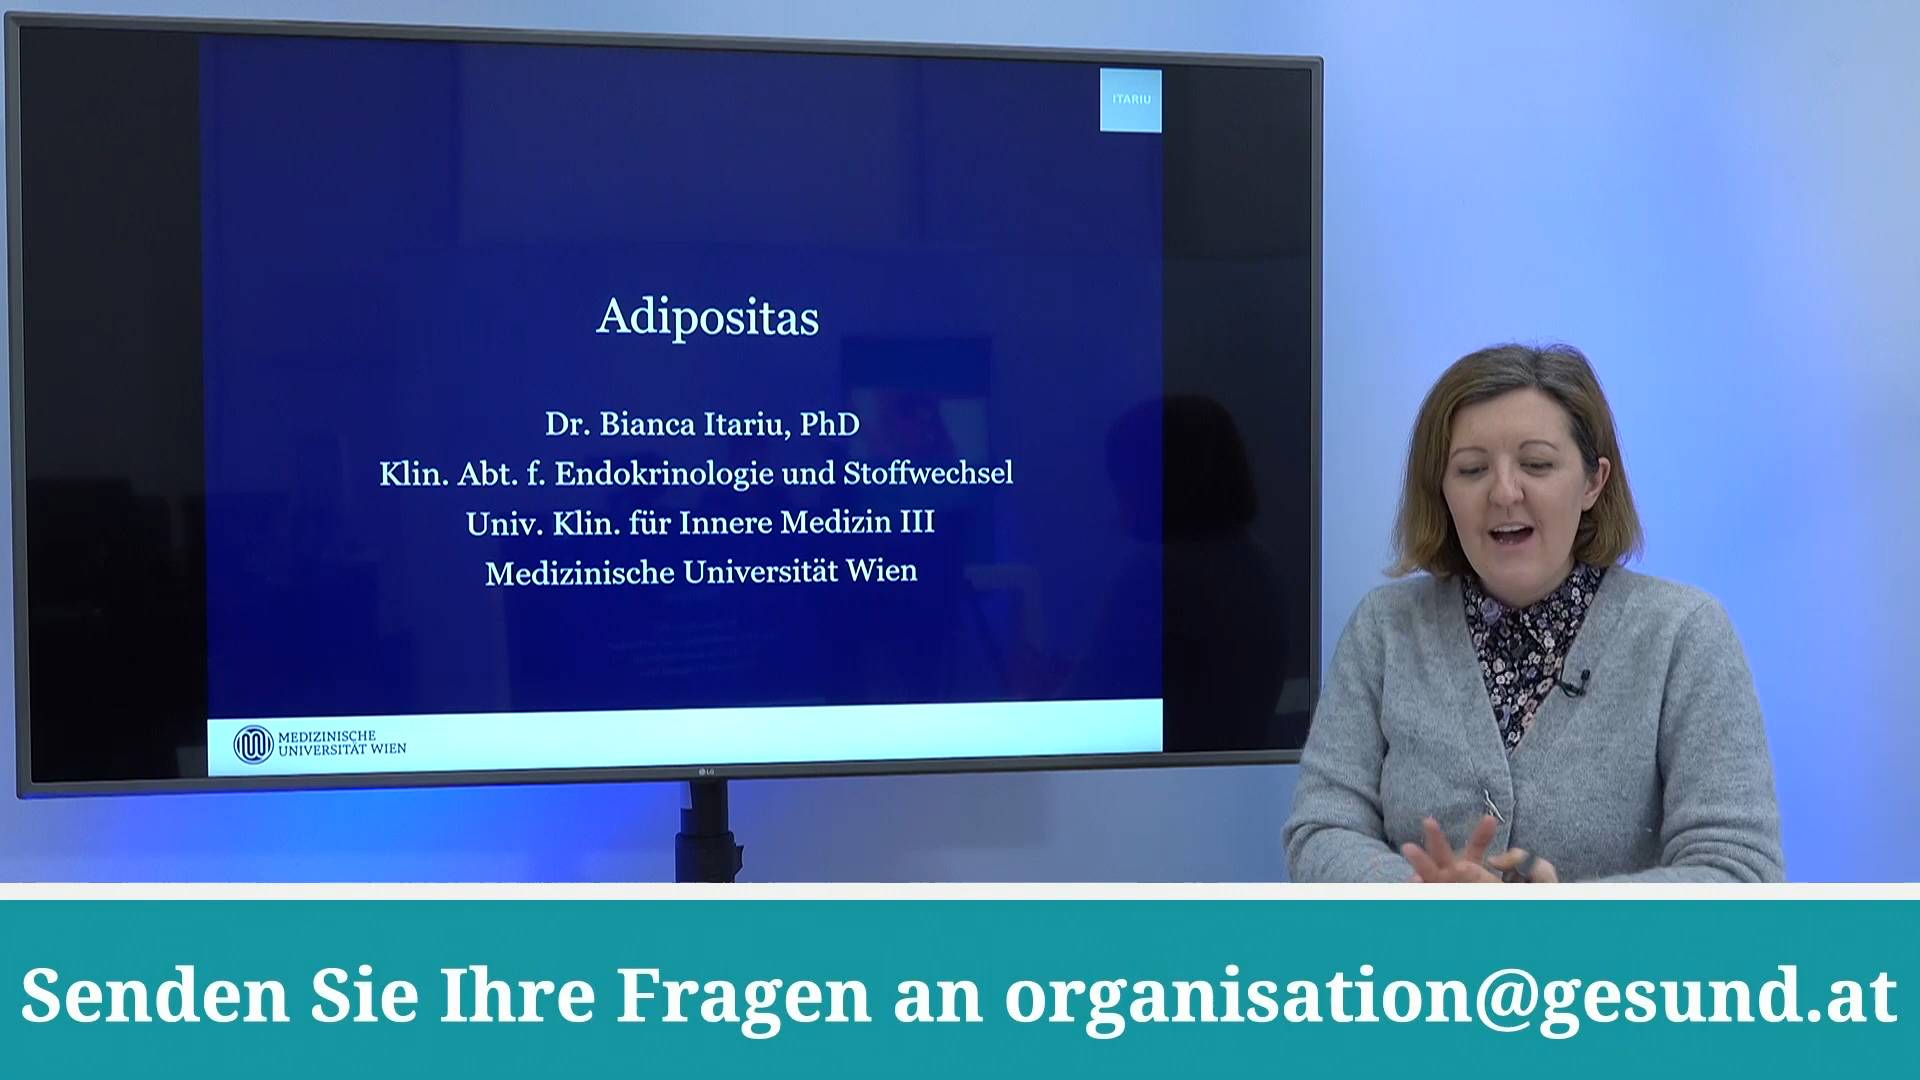 ITARIU
Adipositas
Dr. Bianca Itariu, PhD
Klin. Abt. f. Endokrinologie und Stoffwechsel
Univ. Klin. für Innere Medizin III
Medizinische Universität Wien
MEDIZINISCHE
UNIVERSITÄT WIEN
LG
Senden Sie Ihre Fragen an organisation@gesund.at